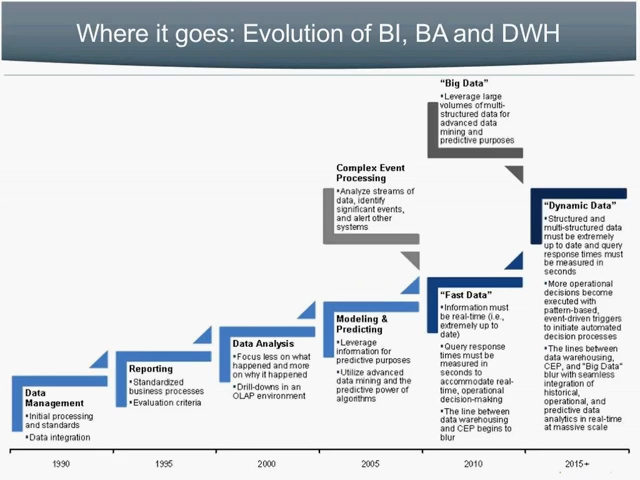 Where it goes: Evolution of BI, BA and DWH
Data
Management
▪Initial processing
and standards
▪Data integration
Reporting
▪Standardized
business processes
▪Evaluation criteria
Data Analysis
▪Focus less on what
happened and more
on why it happened
▪Drill-downs in an
OLAP environment
Complex Event
Processing
▪Analyze streams of
data, identify
significant events,
and alert other
systems
Modeling &
Predicting
▪Leverage
information for
predictive purposes
▪Utilize advanced
data mining and the
predictive power of
algorithms
"Big Data"
▪Leverage large
volumes of multi-
structured data for
advanced data
mining and
predictive purposes
"Fast Data"
▪Information must
be real-time (i.e.,
extremely up to
date)
▪Query response
times must be
measured in
seconds to
accommodate real-
time, operational
decision-making
▪The line between
data warehousing
and CEP begins to
blur
"Dynamic Data"
▪Structured and
multi-structured data
must be extremely
up to date and query
response times must
be measured in
seconds
▪More operational
decisions become
executed with
pattern-based,
event-driven triggers
to initiate automated
decision processes
▪The lines between
data warehousing,
CEP, and "Big Data"
blur with seamless
integration of
historical,
operational, and
predictive data
analytics in real-time
at massive scale
1990
1995
2000
2005
2010
2015+